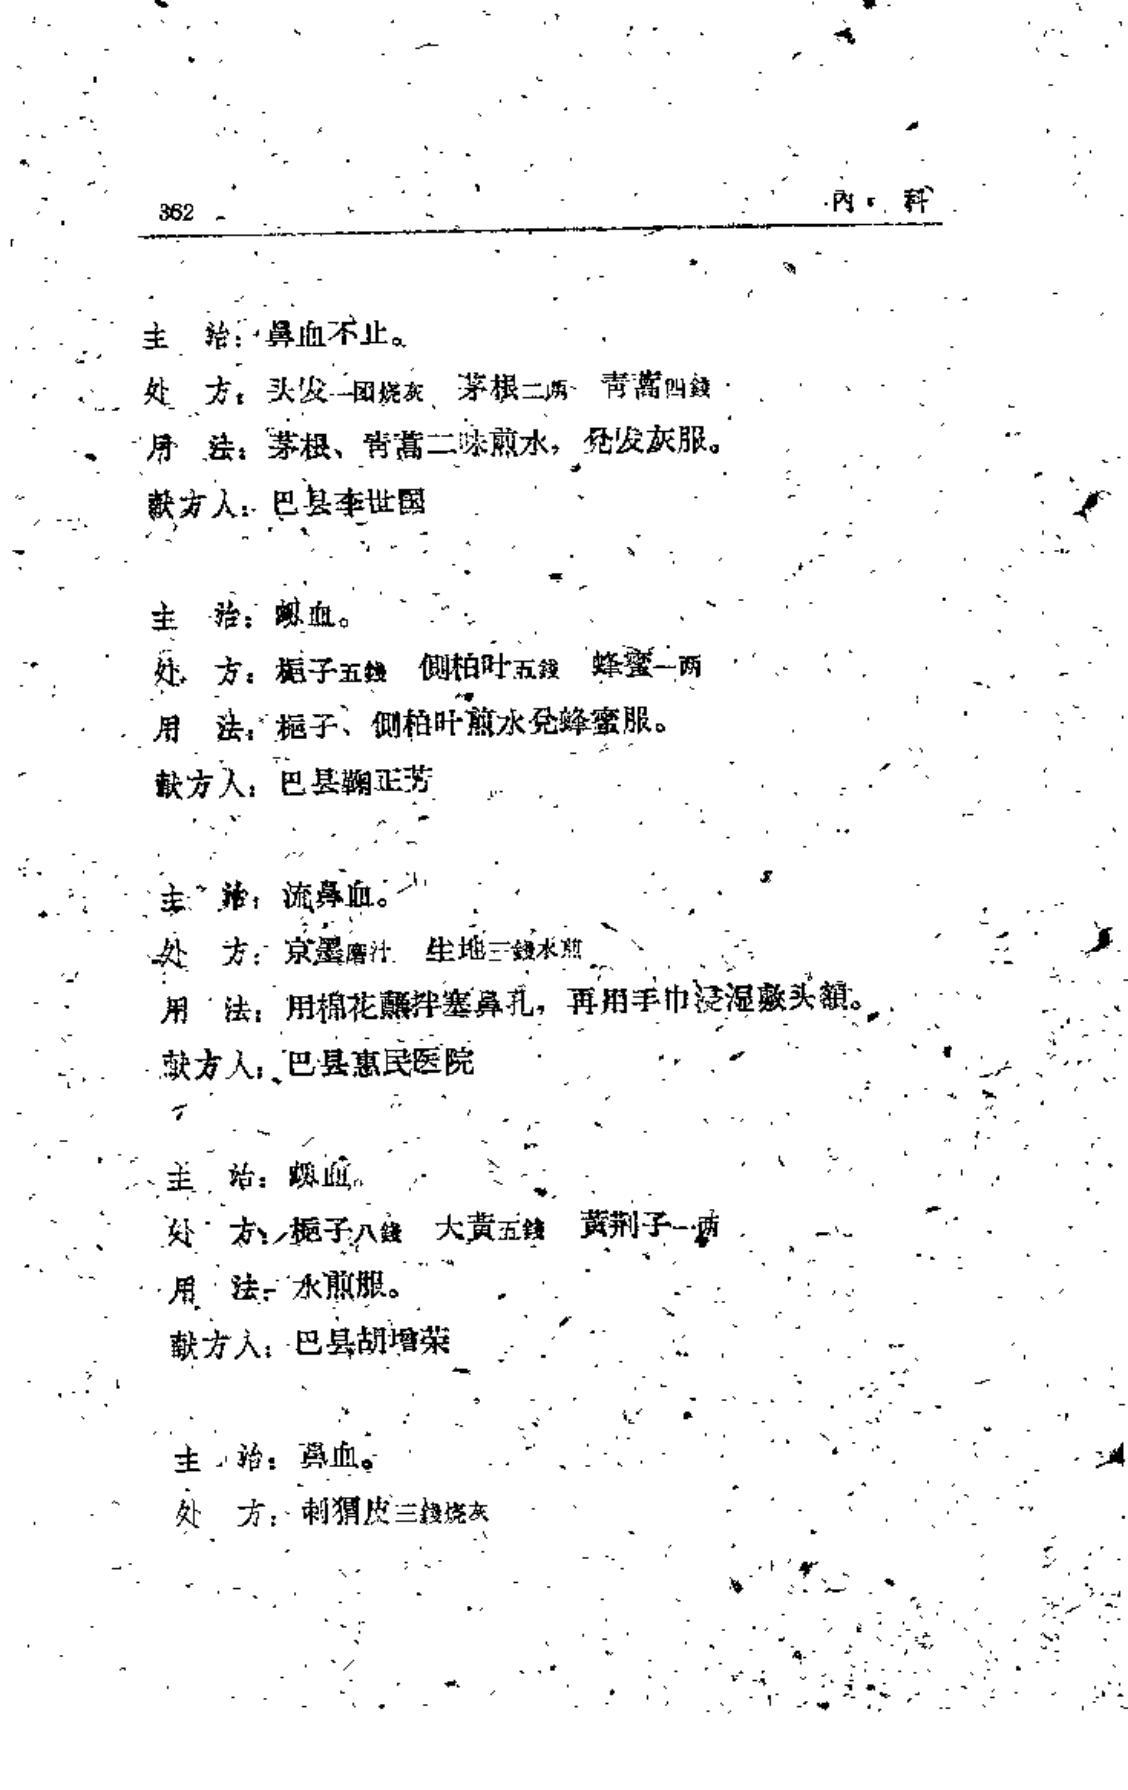 362
內 科
主 治：鼻血不止。
处 方：头发一团烧灰 茅根二两 青蒿四錢
用 法：茅根、青蒿二味煎水，兌发灰服。
献方人：巴县李世国
主 治：衄血。
处 方：梔子五錢 側柏叶五錢 蜂蜜一两
用 法：梔子、側柏叶煎水兌蜂蜜服。
献方人：巴县鞠正芳
主 治：流鼻血。
处 方：京墨磨汁 生地三錢水煎
用 法：用棉花蘸拌塞鼻孔，再用毛巾浸湿敷头額。
献方人：巴县惠民医院
主 治：衄血。
处 方：梔子八錢 大黃五錢 黃荆子一两
用 法：水煎服。
献方人：巴县胡增荣
主 治：鼻血。
处 方：刺猬皮三錢烧灰